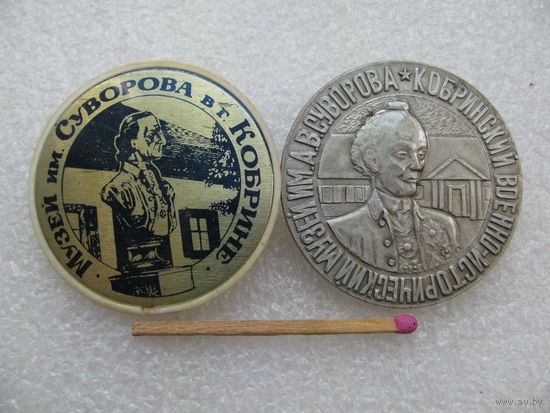 МУЗЕЙ ИМ. СУВОРОВА В Г. КОБРИНЕ
КОБРИНСКИЙ ВОЕННО-ИСТОРИЧЕСКИЙ МУЗЕЙ ИМ А В СУВОРОВА
www.ay.by